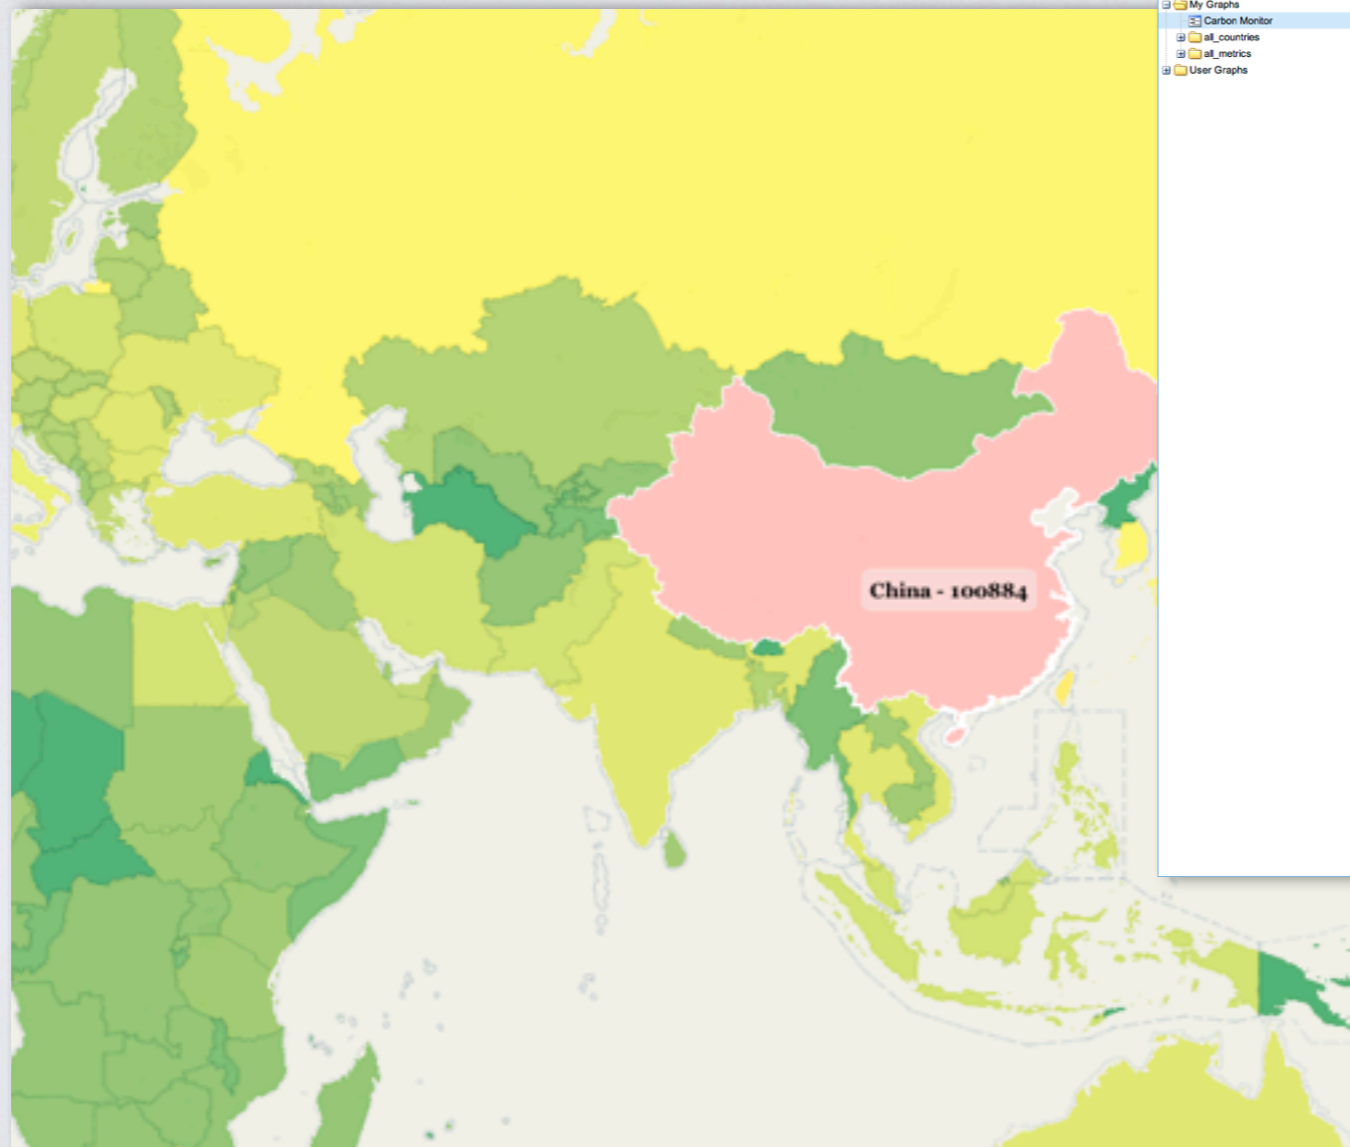 My Graphs
Carbon Monitor
all_countries
all_metrics
User Graphs
China - 100884